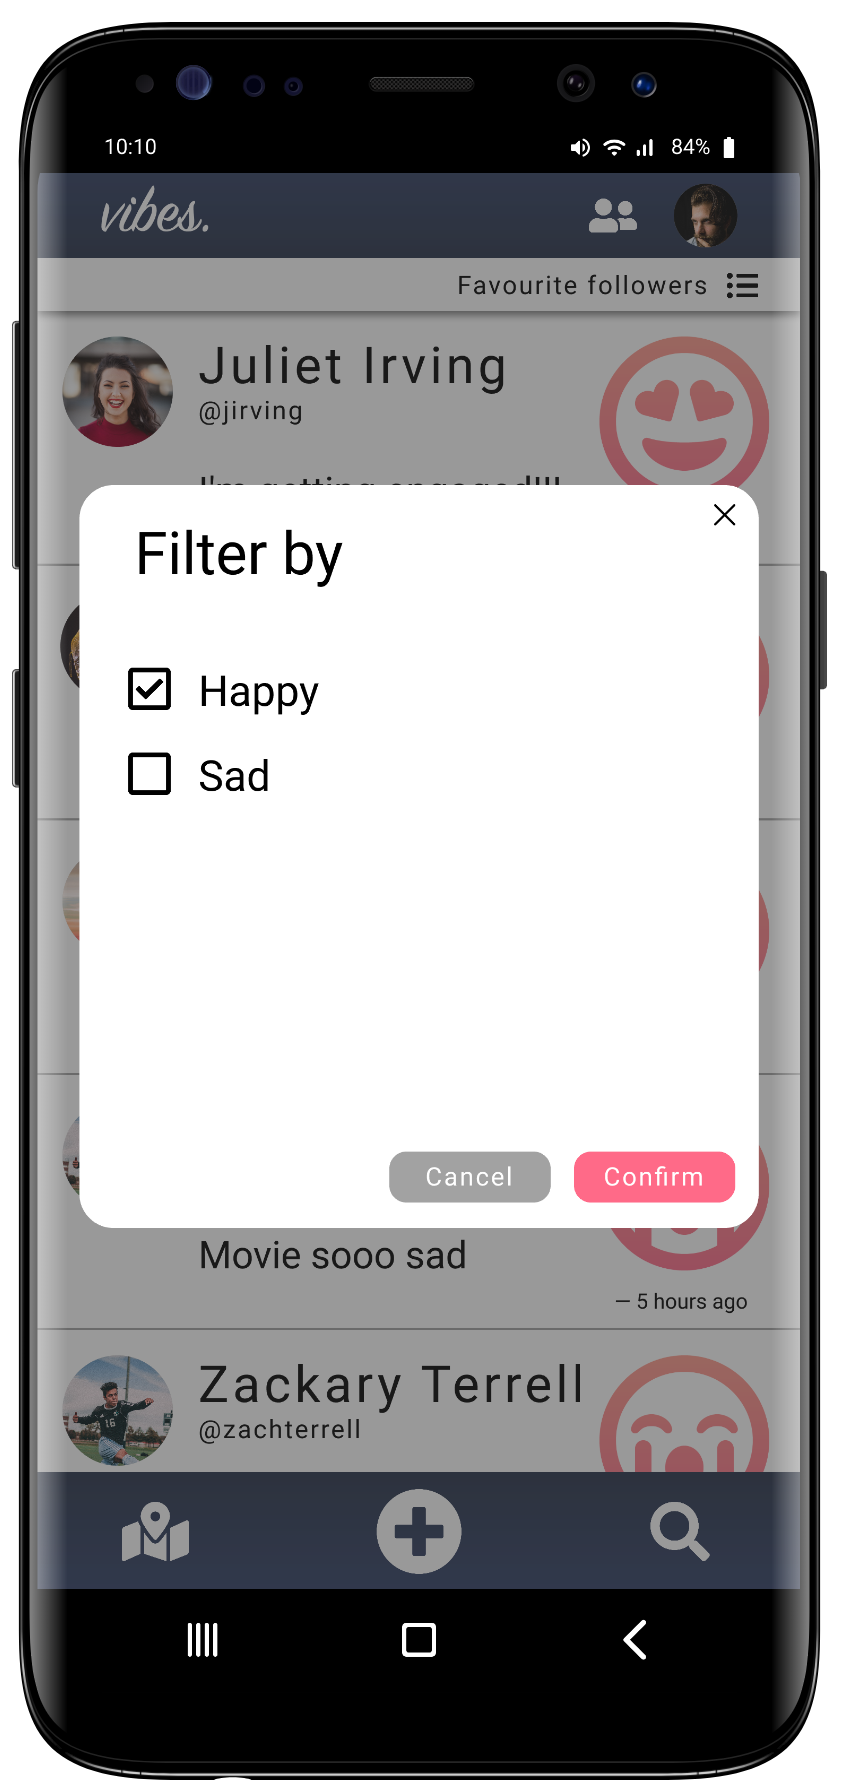 10:10
84%
vibes.
Favourite followers
Juliet Irving
@jirving
I'm getting engaged!!!
Filter by
Happy
Sad
Cancel
Confirm
Movie sooo sad
– 5 hours ago
Zackary Terrell
@zachterrell
16